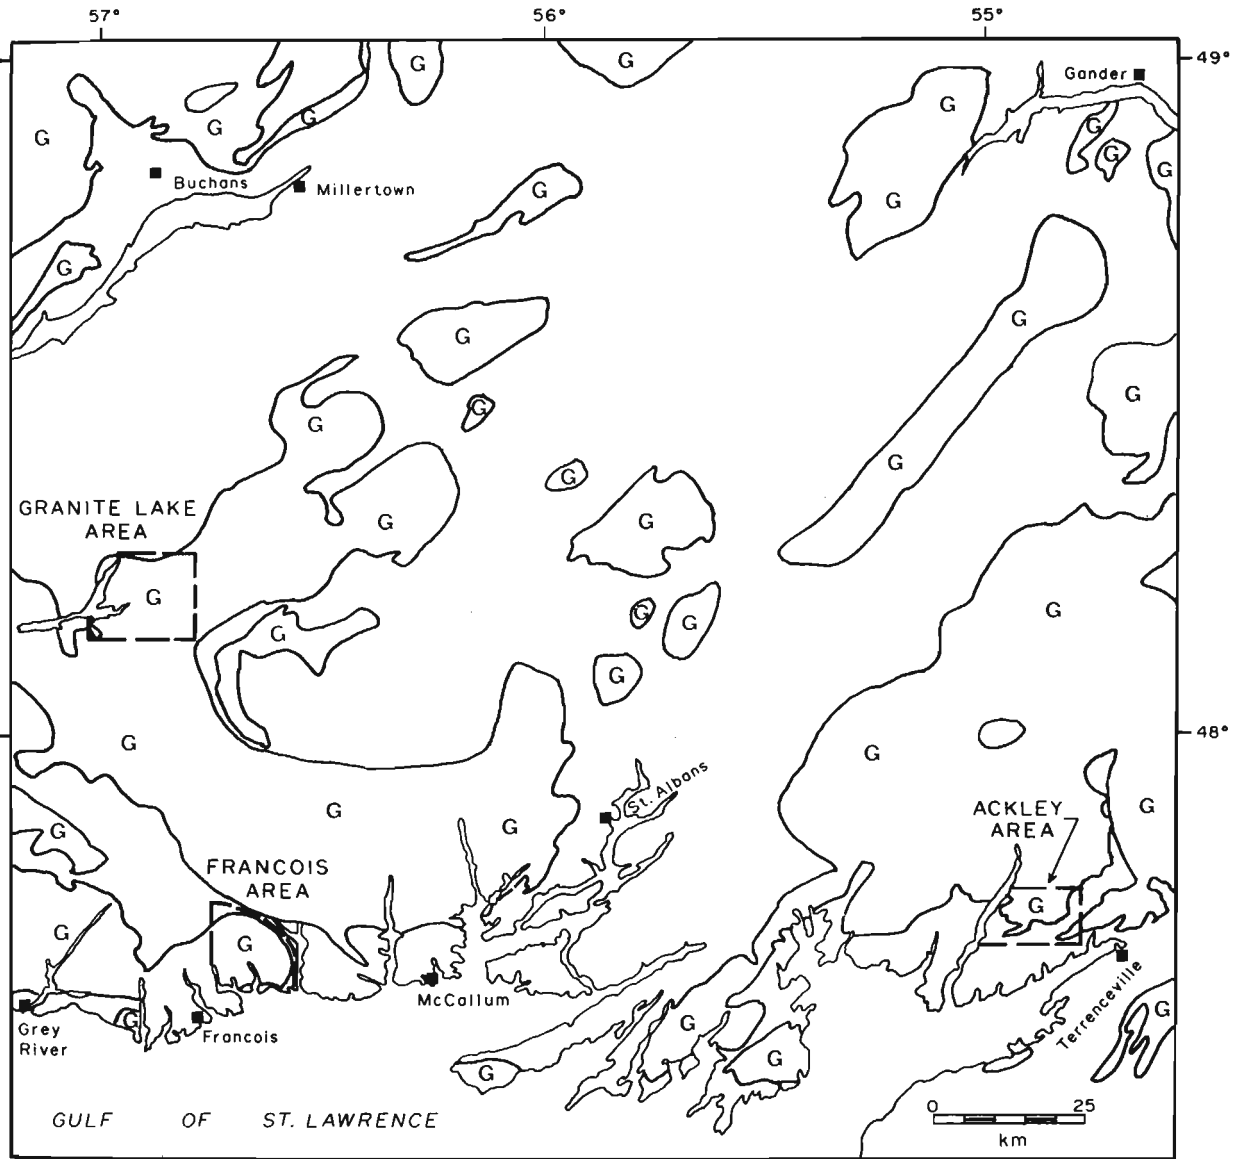 57° 56° 55°
49°
Gander
G G G G G G G G
G G
Buchans
Millertown
G G G
G
G
G
G
G
G
G
G
G
G
GRANITE LAKE
AREA
G
G
G
G
G
G
G
G
48°
G
G
G
G
G
G
St. Albans
ACKLEY
AREA
G
FRANCOIS
AREA
G
G
G
McCallum
Terrenceville
Grey
River
G
Francois
G
G
G
G
GULF OF ST. LAWRENCE
0 25
km